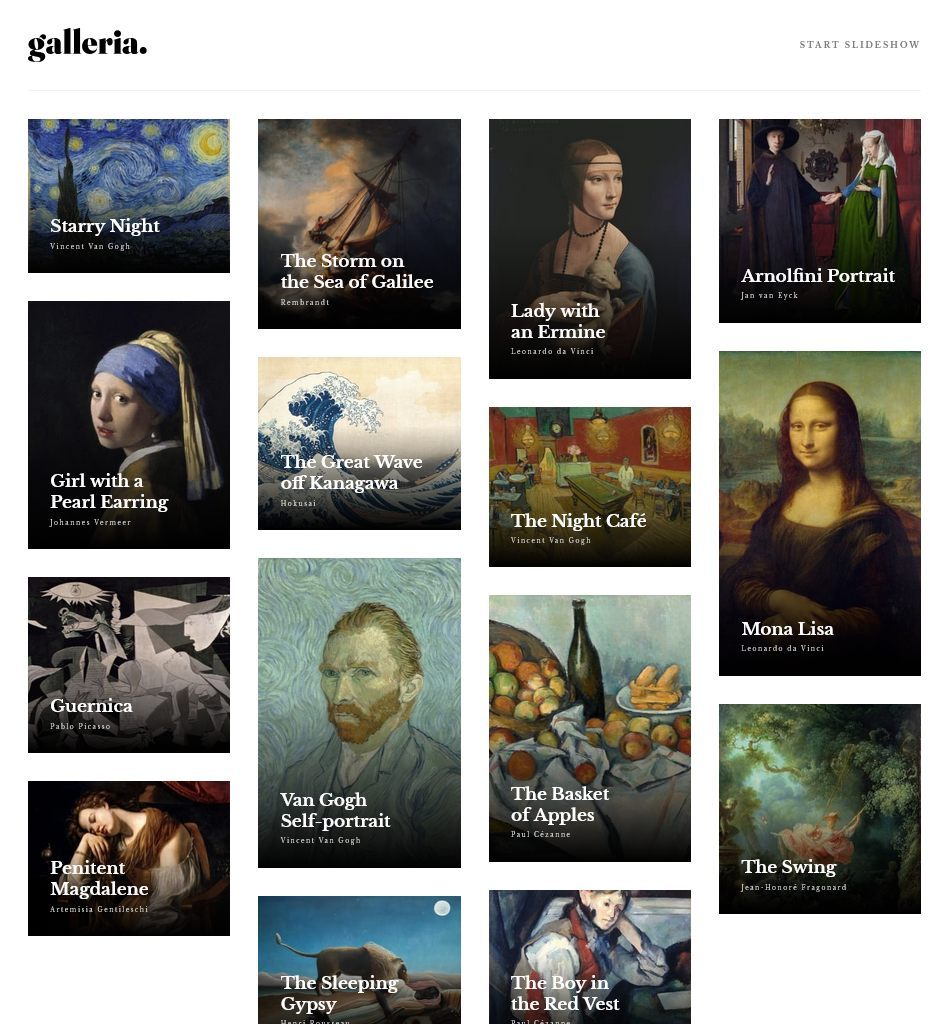 galleria.
START SLIDESHOW
Starry Night
Vincent Van Gogh
Girl with a
Pearl Earring
Johannes Vermeer
Guernica
Pablo Picasso
Penitent
Magdalene
Artemisia Gentileschi
The Storm on
the Sea of Galilee
Rembrandt
The Great Wave
off Kanagawa
Hokusai
Van Gogh
Self-portrait
Vincent Van Gogh
The Sleeping
Gypsy
Henri Rousseau
Lady with
an Ermine
Leonardo da Vinci
The Night Café
Vincent Van Gogh
The Basket
of Apples
Paul Cézanne
The Boy in
the Red Vest
Paul Cézanne
Arnolfini Portrait
Jan van Eyck
Mona Lisa
Leonardo da Vinci
The Swing
Jean-Honoré Fragonard